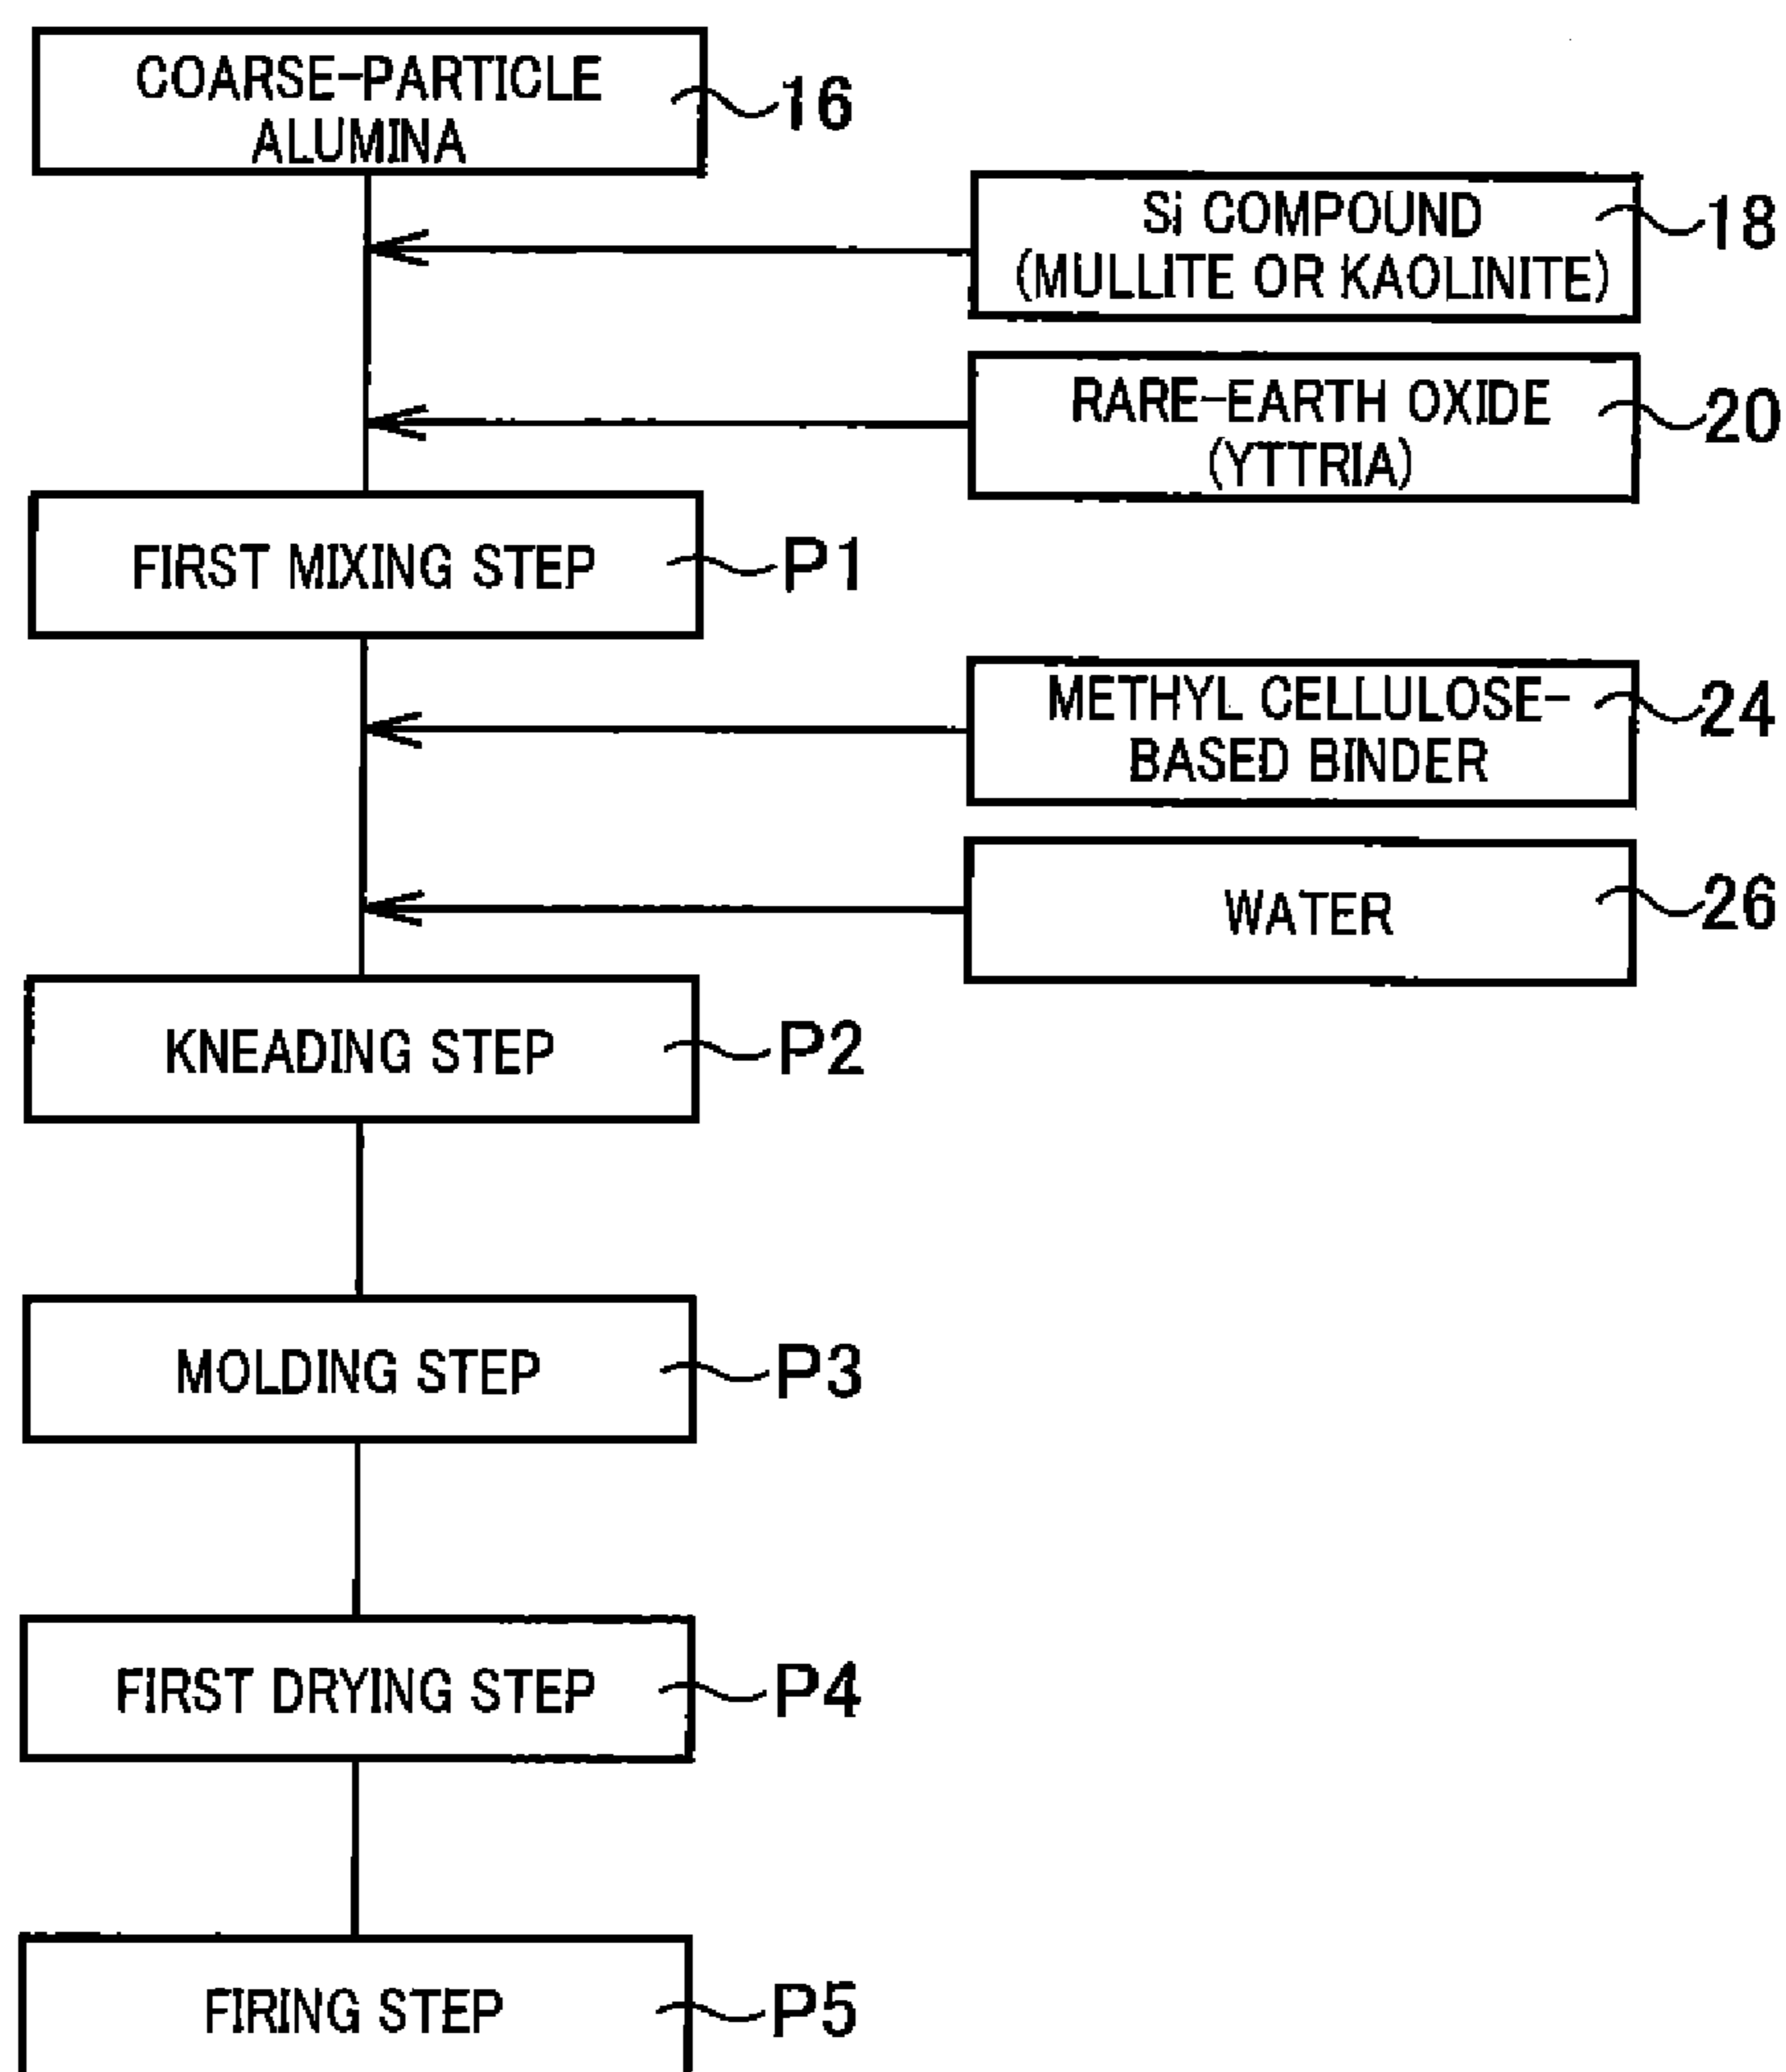 COARSE-PARTICLE
ALUMINA
16
Si COMPOUND
(MULLITE OR KAOLINITE)
18
RARE-EARTH OXIDE
(YTTRIA)
20
FIRST MIXING STEP
P1
METHYL CELLULOSE-
BASED BINDER
24
WATER
26
KNEADING STEP
P2
MOLDING STEP
P3
FIRST DRYING STEP
P4
FIRING STEP
P5